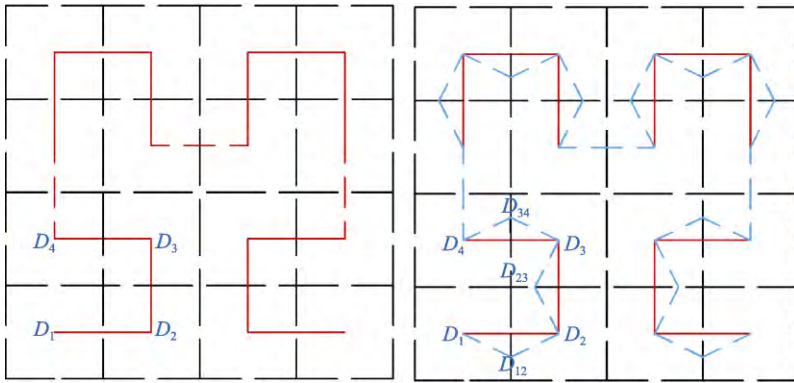 D₄ D₃
D₁ D₂
D₃₄
D₄ D₃
D₂₃
D₁ D₂
D₁₂